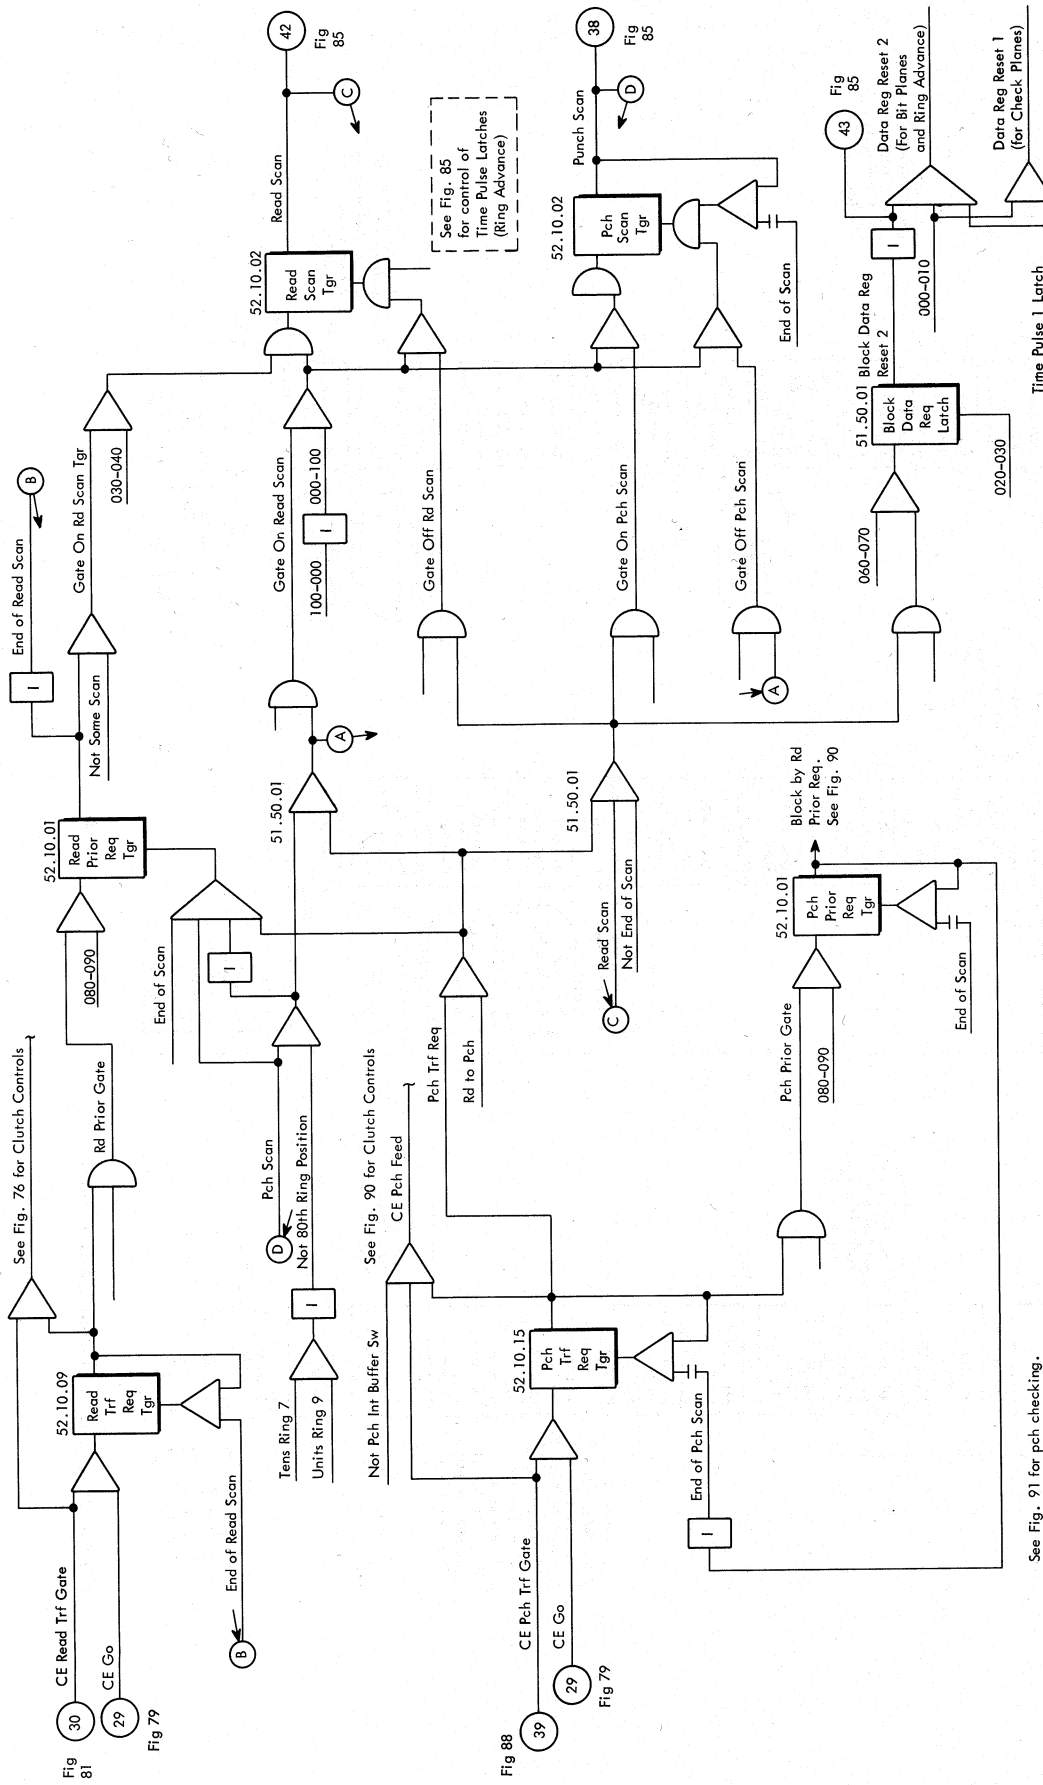 Fig
81
30
CE Read Trf Gate
29
CE Go
Fig 79
See Fig. 76 for Clutch Controls
52.10.09
Read
Trf
Req
Tgr
B
End of Read Scan
Rd Prior Gate
080-090
52.10.01
Read
Prior
Req
Tgr
I
End of Read Scan
B
Not Some Scan
Gate On Rd Scan Tgr
030-040
End of Scan
I
Pch Scan
D
Not 80th Ring Position
Tens Ring 7
Units Ring 9
I
51.50.01
A
Gate On Read Scan
100-000
I
000-100
52.10.02
Read
Scan
Tgr
Read Scan
42
Fig
85
C
See Fig. 85
for control of
Time Pulse Latches
(Ring Advance)
Gate Off Rd Scan
Gate On Pch Scan
Gate Off Pch Scan
A
52.10.02
Pch
Scan
Tgr
Punch Scan
38
Fig
85
D
End of Scan
Not Pch Int Buffer Sw
See Fig. 90 for Clutch Controls
CE Pch Feed
Fig 88
39
CE Pch Trf Gate
29
CE Go
Fig 79
52.10.15
Pch
Trf
Req
Tgr
Pch Trf Req
Rd to Pch
C
Read Scan
Not End of Scan
51.50.01
I
End of Pch Scan
Pch Prior Gate
080-090
52.10.01
Pch
Prior
Req
Tgr
End of Scan
Block by Rd
Prior Req.
See Fig. 90
060-070
51.50.01
Block
Data
Req
Latch
020-030
Block Data Reg
Reset 2
I
000-010
43
Fig
85
Data Reg Reset 2
(For Bit Planes
and Ring Advance)
Data Reg Reset 1
(for Check Planes)
Time Pulse 1 Latch
See Fig. 91 for pch checking.